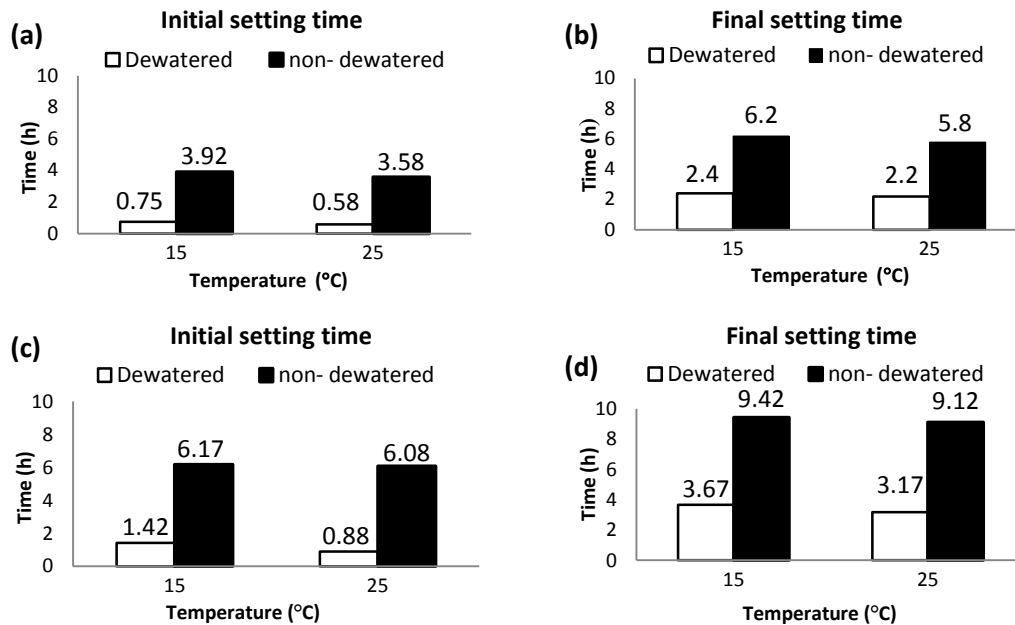 (a)
Initial setting time
Dewatered non- dewatered
10
8
6
4
2
0
Time (h)
0.75
3.92
0.58
3.58
15 25
Temperature (°C)
(b)
Final setting time
Dewatered non- dewatered
10
8
6
4
2
0
Time (h)
2.4
6.2
2.2
5.8
15 25
Temperature (°C)
(c)
Initial setting time
Dewatered non- dewatered
10
8
6
4
2
0
Time (h)
1.42
6.17
0.88
6.08
15 25
Temperature (°C)
(d)
Final setting time
Dewatered non- dewatered
10
8
6
4
2
0
Time (h)
3.67
9.42
3.17
9.12
15 25
Temperature (°C)